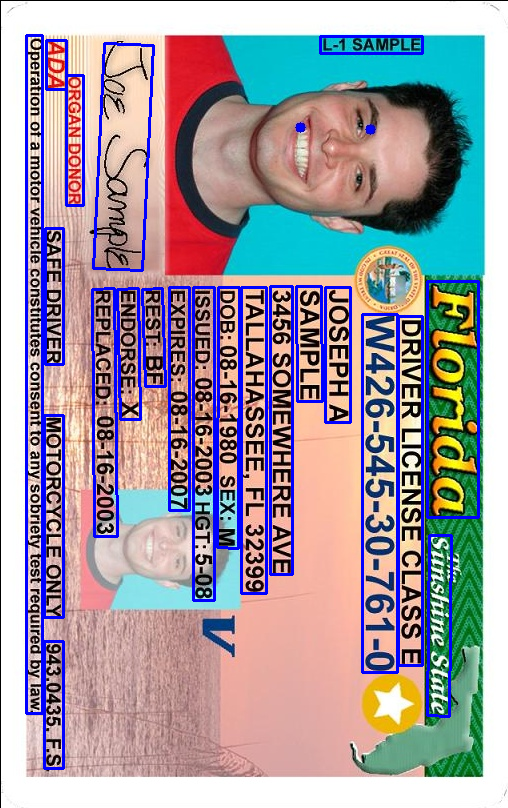 L-1 SAMPLE
Florida
The Sunshine State
DRIVER LICENSE CLASS E
W426-545-30-761-0
JOSEPH A
SAMPLE
3456 SOMEWHERE AVE
TALLAHASSEE, FL 32399
DOB: 08-16-1980 SEX: M
ISSUED: 08-16-2003 HGT: 5-08
EXPIRES: 08-16-2007
REST: BF
ENDORSE: X
REPLACED: 08-16-2003
V
Joe Sample
ORGAN DONOR
ADA SAFE DRIVER MOTORCYCLE ONLY 943 0435. F.S
Operation of a motor vehicle constitutes consent to any sobriety test required by law